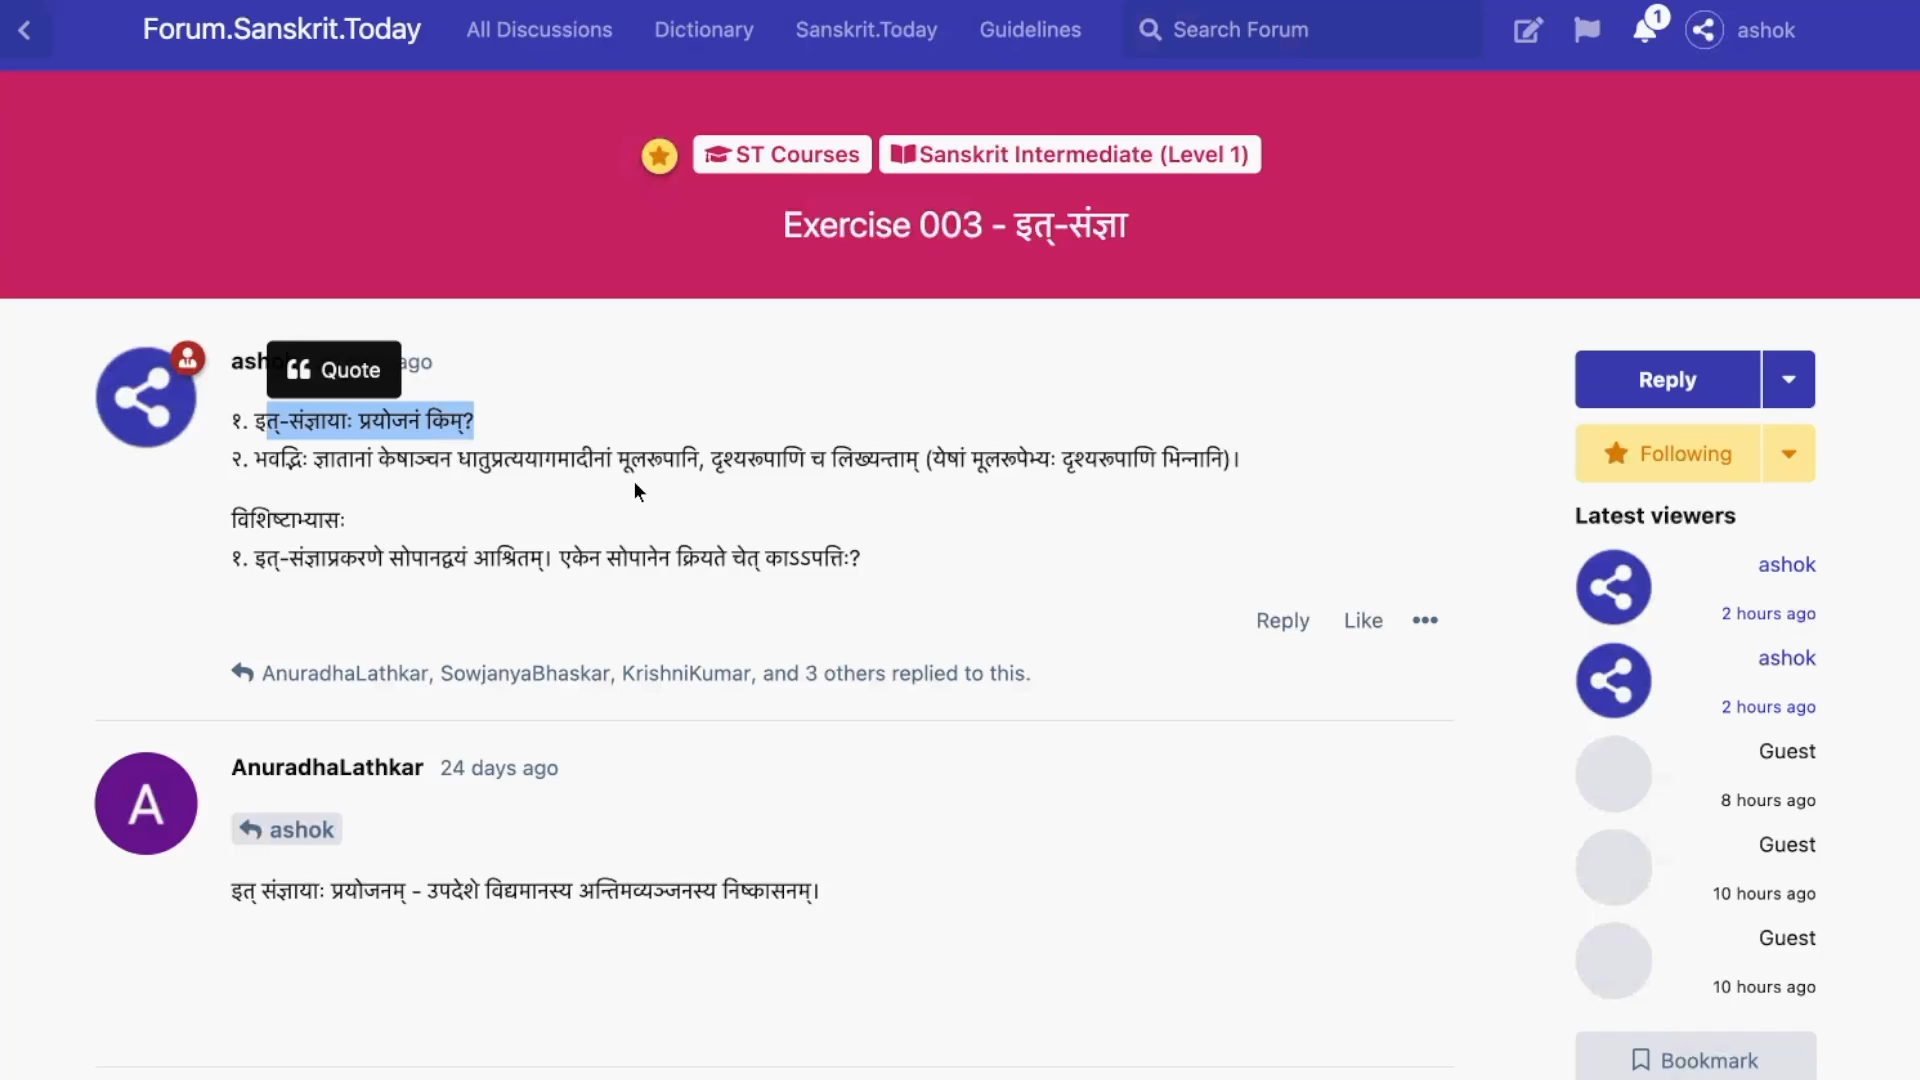 Forum.Sanskrit.Today All Discussions Dictionary Sanskrit.Today Guidelines Search Forum 1 ashok
ST Courses Sanskrit Intermediate (Level 1)
Exercise 003 - इत्-संज्ञा
Quote
ago
१. इत्-संज्ञायाः प्रयोजनं किम्?
२. भवद्भिः ज्ञातानां केषाञ्चन धातुप्रत्ययागमादीनां मूलरूपानि, दृश्यरूपाणि च लिख्यन्ताम् (येषां मूलरूपेभ्यः दृश्यरूपाणि भिन्नानि)।
विशिष्टाभ्यासः
१. इत्-संज्ञाप्रकरणे सोपानद्वयं आश्रितम्। एकेन सोपानेन क्रियते चेत् काऽऽपत्तिः?
Reply Like
AnuradhaLathkar, SowjanyaBhaskar, KrishniKumar, and 3 others replied to this.
AnuradhaLathkar 24 days ago
A
ashok
इत् संज्ञायाः प्रयोजनम् - उपदेशे विद्यमानस्य अन्तिमव्यञ्जनस्य निष्कासनम्।
Reply
Following
Latest viewers
ashok
2 hours ago
ashok
2 hours ago
Guest
8 hours ago
Guest
10 hours ago
Guest
10 hours ago
Bookmark